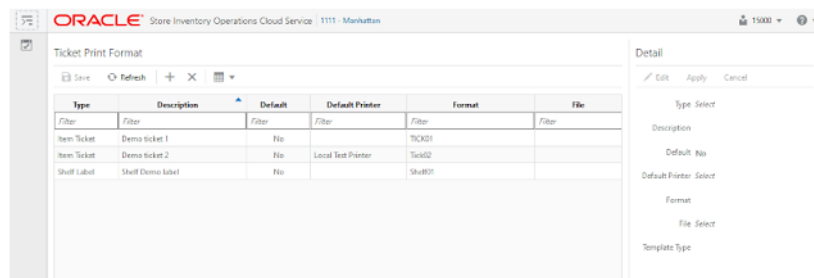 ORACLE Store Inventory Operations Cloud Service 1111 - Manhattan 15000
Ticket Print Format
Detail
Save Refresh
Edit Apply Cancel
Type Description Default Default Printer Format File
Filter Filter Filter Filter Filter Filter
Item Ticket Demo ticket 1 No TICK01
Item Ticket Demo ticket 2 No Local Test Printer Tick02
Shelf Label Shelf Demo label No Shelf01
Type Select
Description
Default No
Default Printer Select
Format
File Select
Template Type